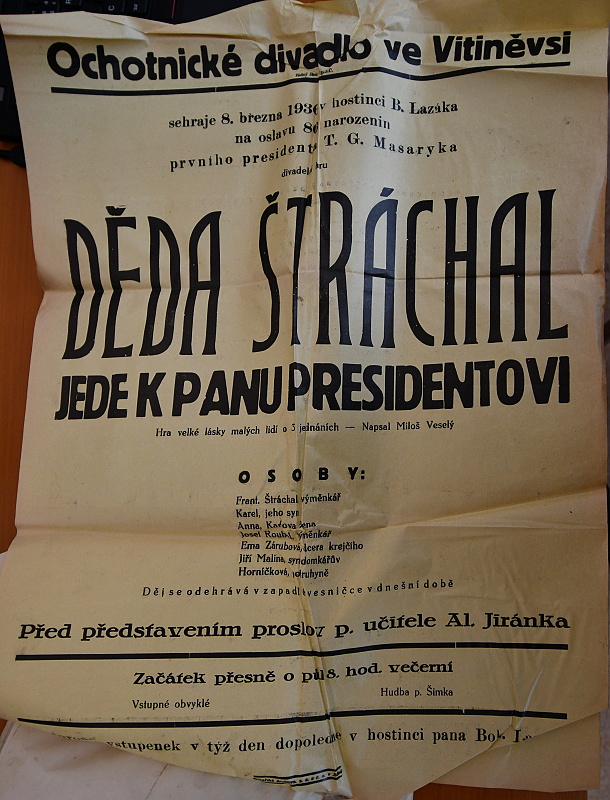 Ochotnické divadlo ve Vitiněvsi
sehraje 8. března 193 v hostinci B. Lazáka
na oslavu 86 narozenin
prvního president T. G. Masaryka
DĚDA ŠTRÁCHAL
JEDE K PANU PRESIDENTOVI
Hra velké lásky malých lidí o 3 jednáních — Napsal Miloš Veselý
OSOBY:
Frant. Štráchal výměnkář
Karel, jeho syn
Anna, Karlova žena
Josef Roubal, výměnkář
Ema Zárubová, dcera krejčího
Jiří Malina, syn domkářův
Horníčková, podruhyně
Děj se odehrává v zapadlé vesničce v dnešní době
Před představením proslov p. učitele Al. Jiránka
Začátek přesně o půl 8. hod. večerní
Vstupné obvyklé
Hudba p. Šimka
vstupenek v týž den dopoledne v hostinci pana Boh.